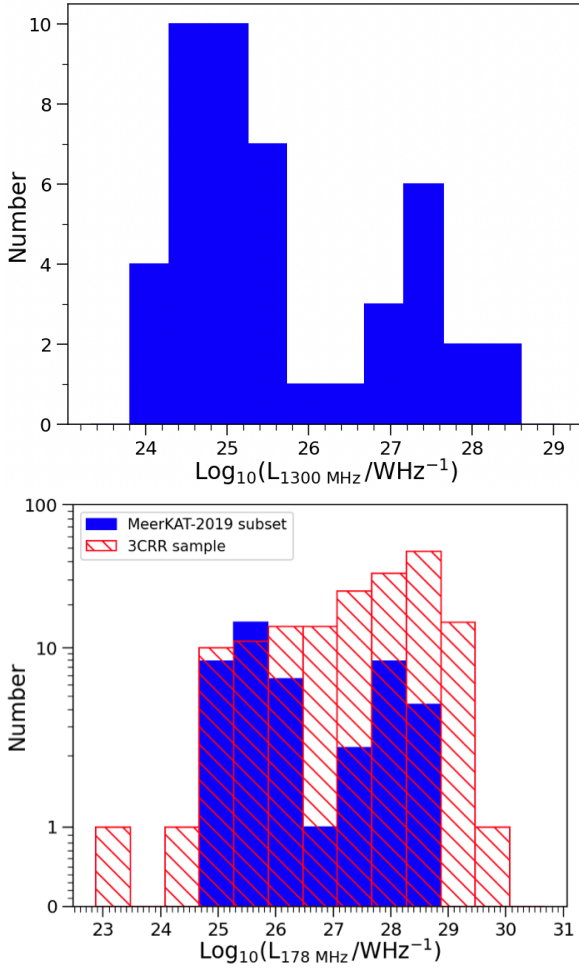 10
8
6
4
2
0
Number
24 25 26 27 28 29
Log₁₀(L₁₃₀₀ MHz/WHz⁻¹)
100
10
1
0
Number
MeerKAT-2019 subset
3CRR sample
23 24 25 26 27 28 29 30 31
Log₁₀(L₁₇₈ MHz/WHz⁻¹)